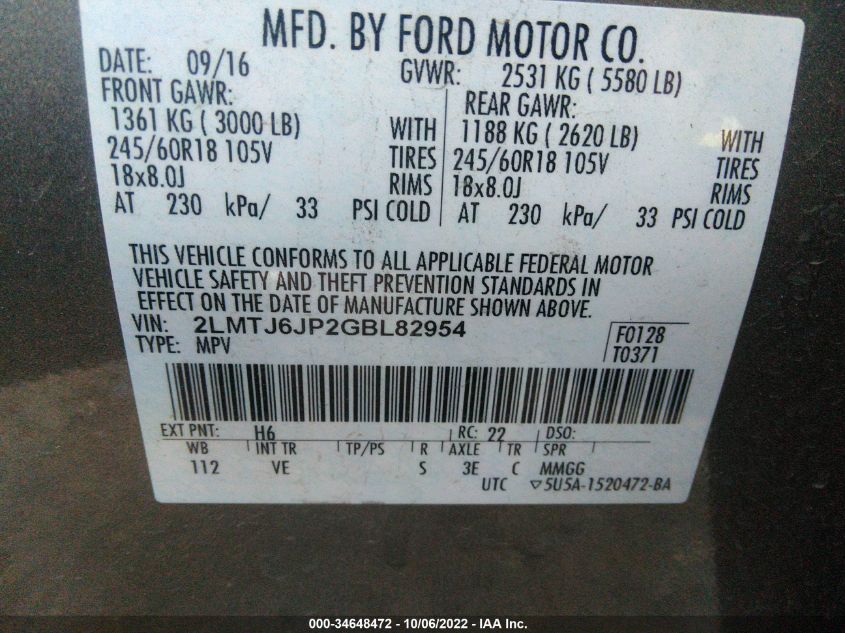 MFD. BY FORD MOTOR CO.
DATE: 09/16 GVWR: 2531 KG ( 5580 LB)
FRONT GAWR: REAR GAWR:
1361 KG ( 3000 LB) WITH 1188 KG ( 2620 LB) WITH
245/60R18 105V TIRES 245/60R18 105V TIRES
18x8.0J RIMS 18x8.0J RIMS
AT 230 kPa/ 33 PSI COLD AT 230 kPa/ 33 PSI COLD
THIS VEHICLE CONFORMS TO ALL APPLICABLE FEDERAL MOTOR
VEHICLE SAFETY AND THEFT PREVENTION STANDARDS IN
EFFECT ON THE DATE OF MANUFACTURE SHOWN ABOVE.
VIN: 2LMTJ6JP2GBL82954 F0128
TYPE: MPV T0371
EXT PNT: H6 RC: 22 DSO:
WB INT TR TP/PS R AXLE TR SPR
112 VE S 3E C MMGG
UTC ▽5U5A-1520472-BA
000-34648472 - 10/06/2022 - IAA Inc.